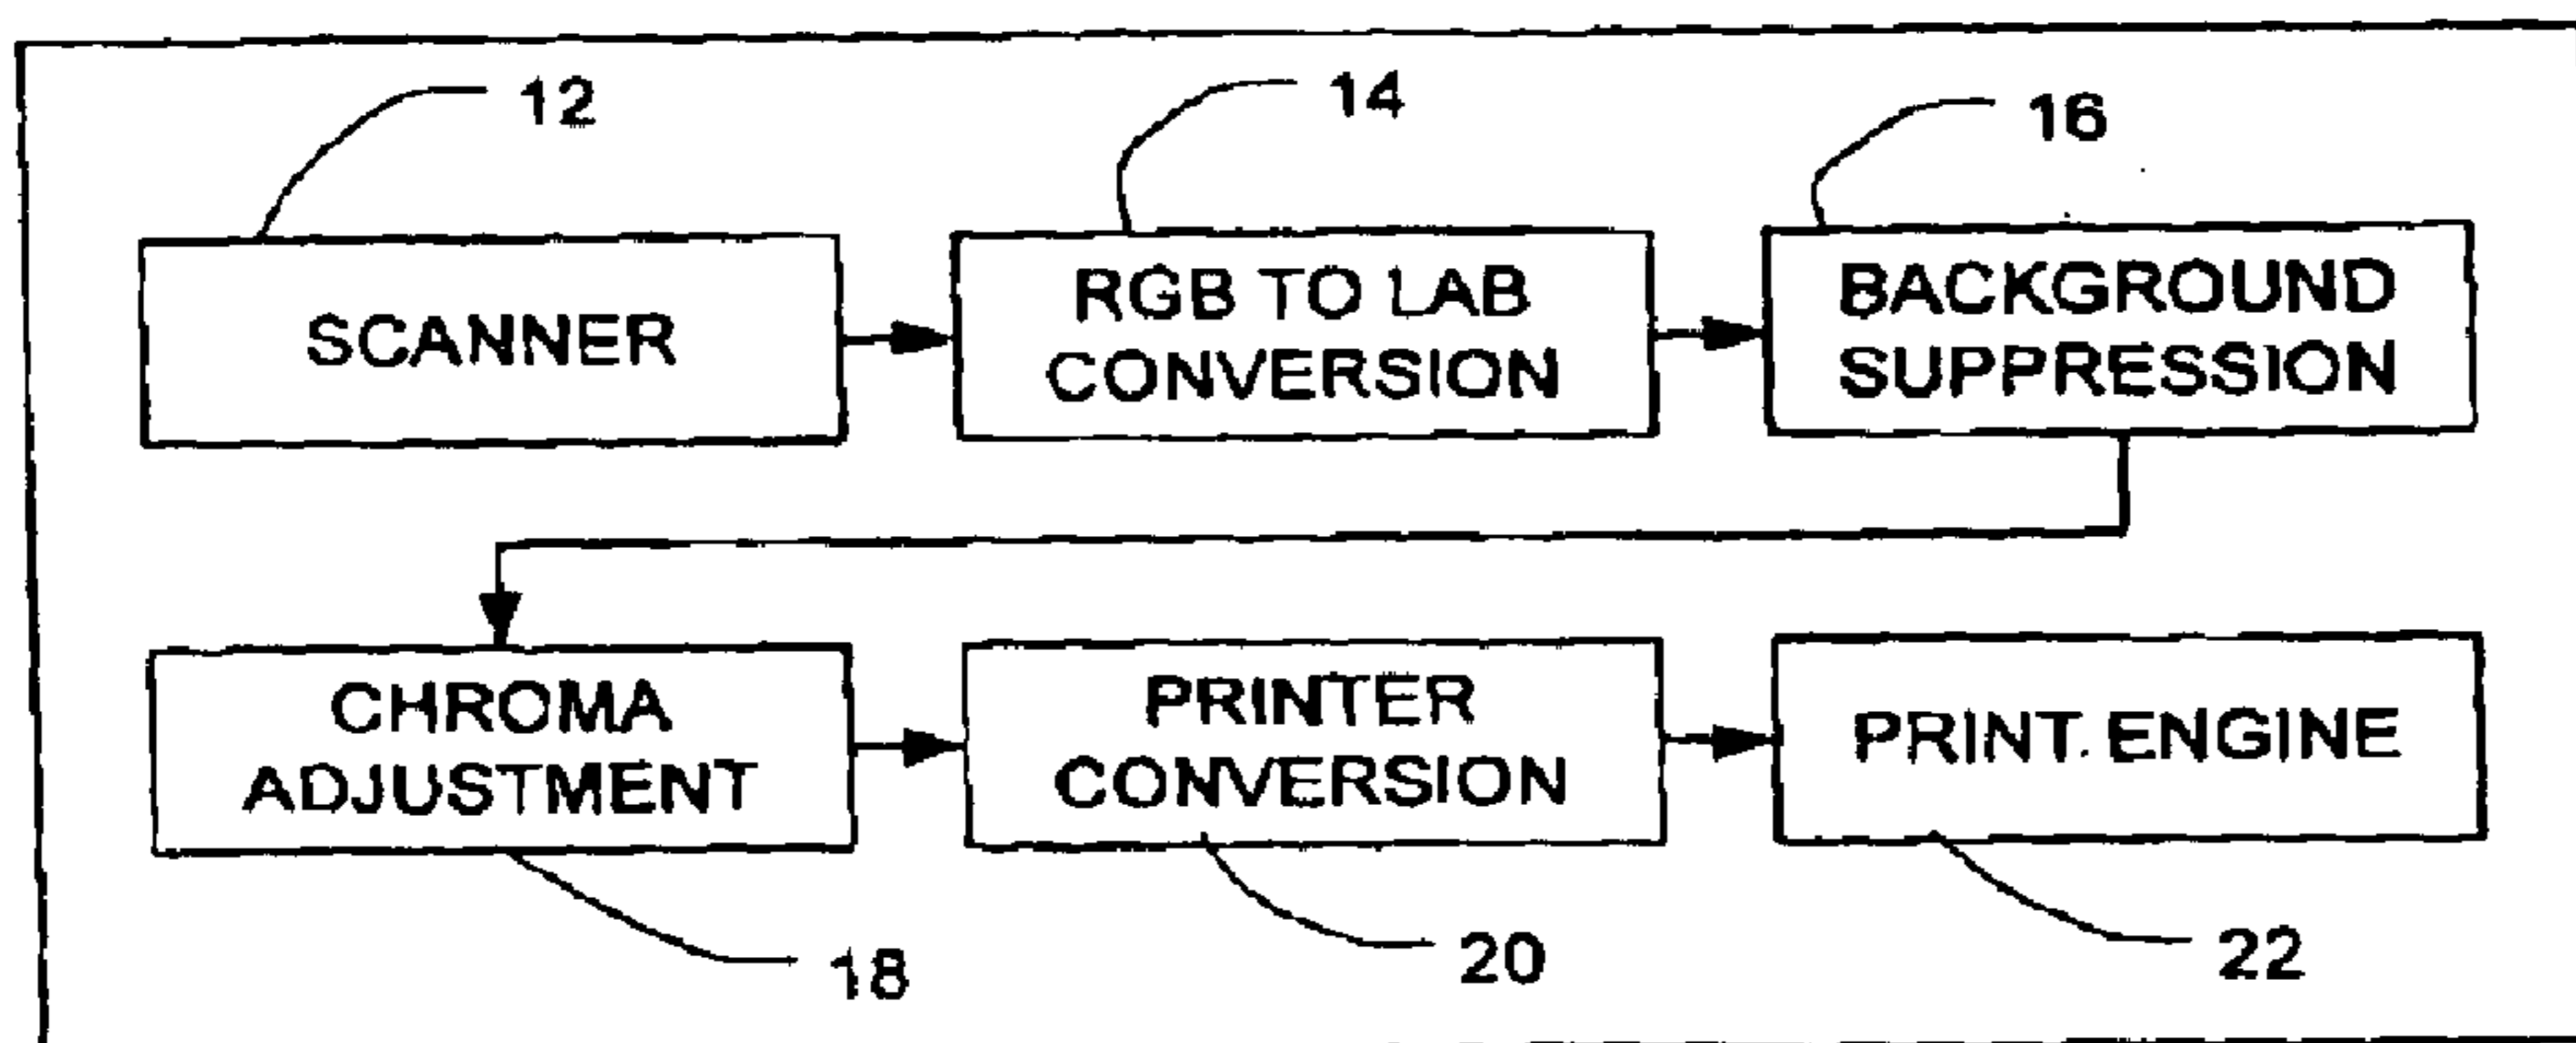 12
14
16
SCANNER
RGB TO LAB
CONVERSION
BACKGROUND
SUPPRESSION
CHROMA
ADJUSTMENT
PRINTER
CONVERSION
PRINT ENGINE
18
20
22